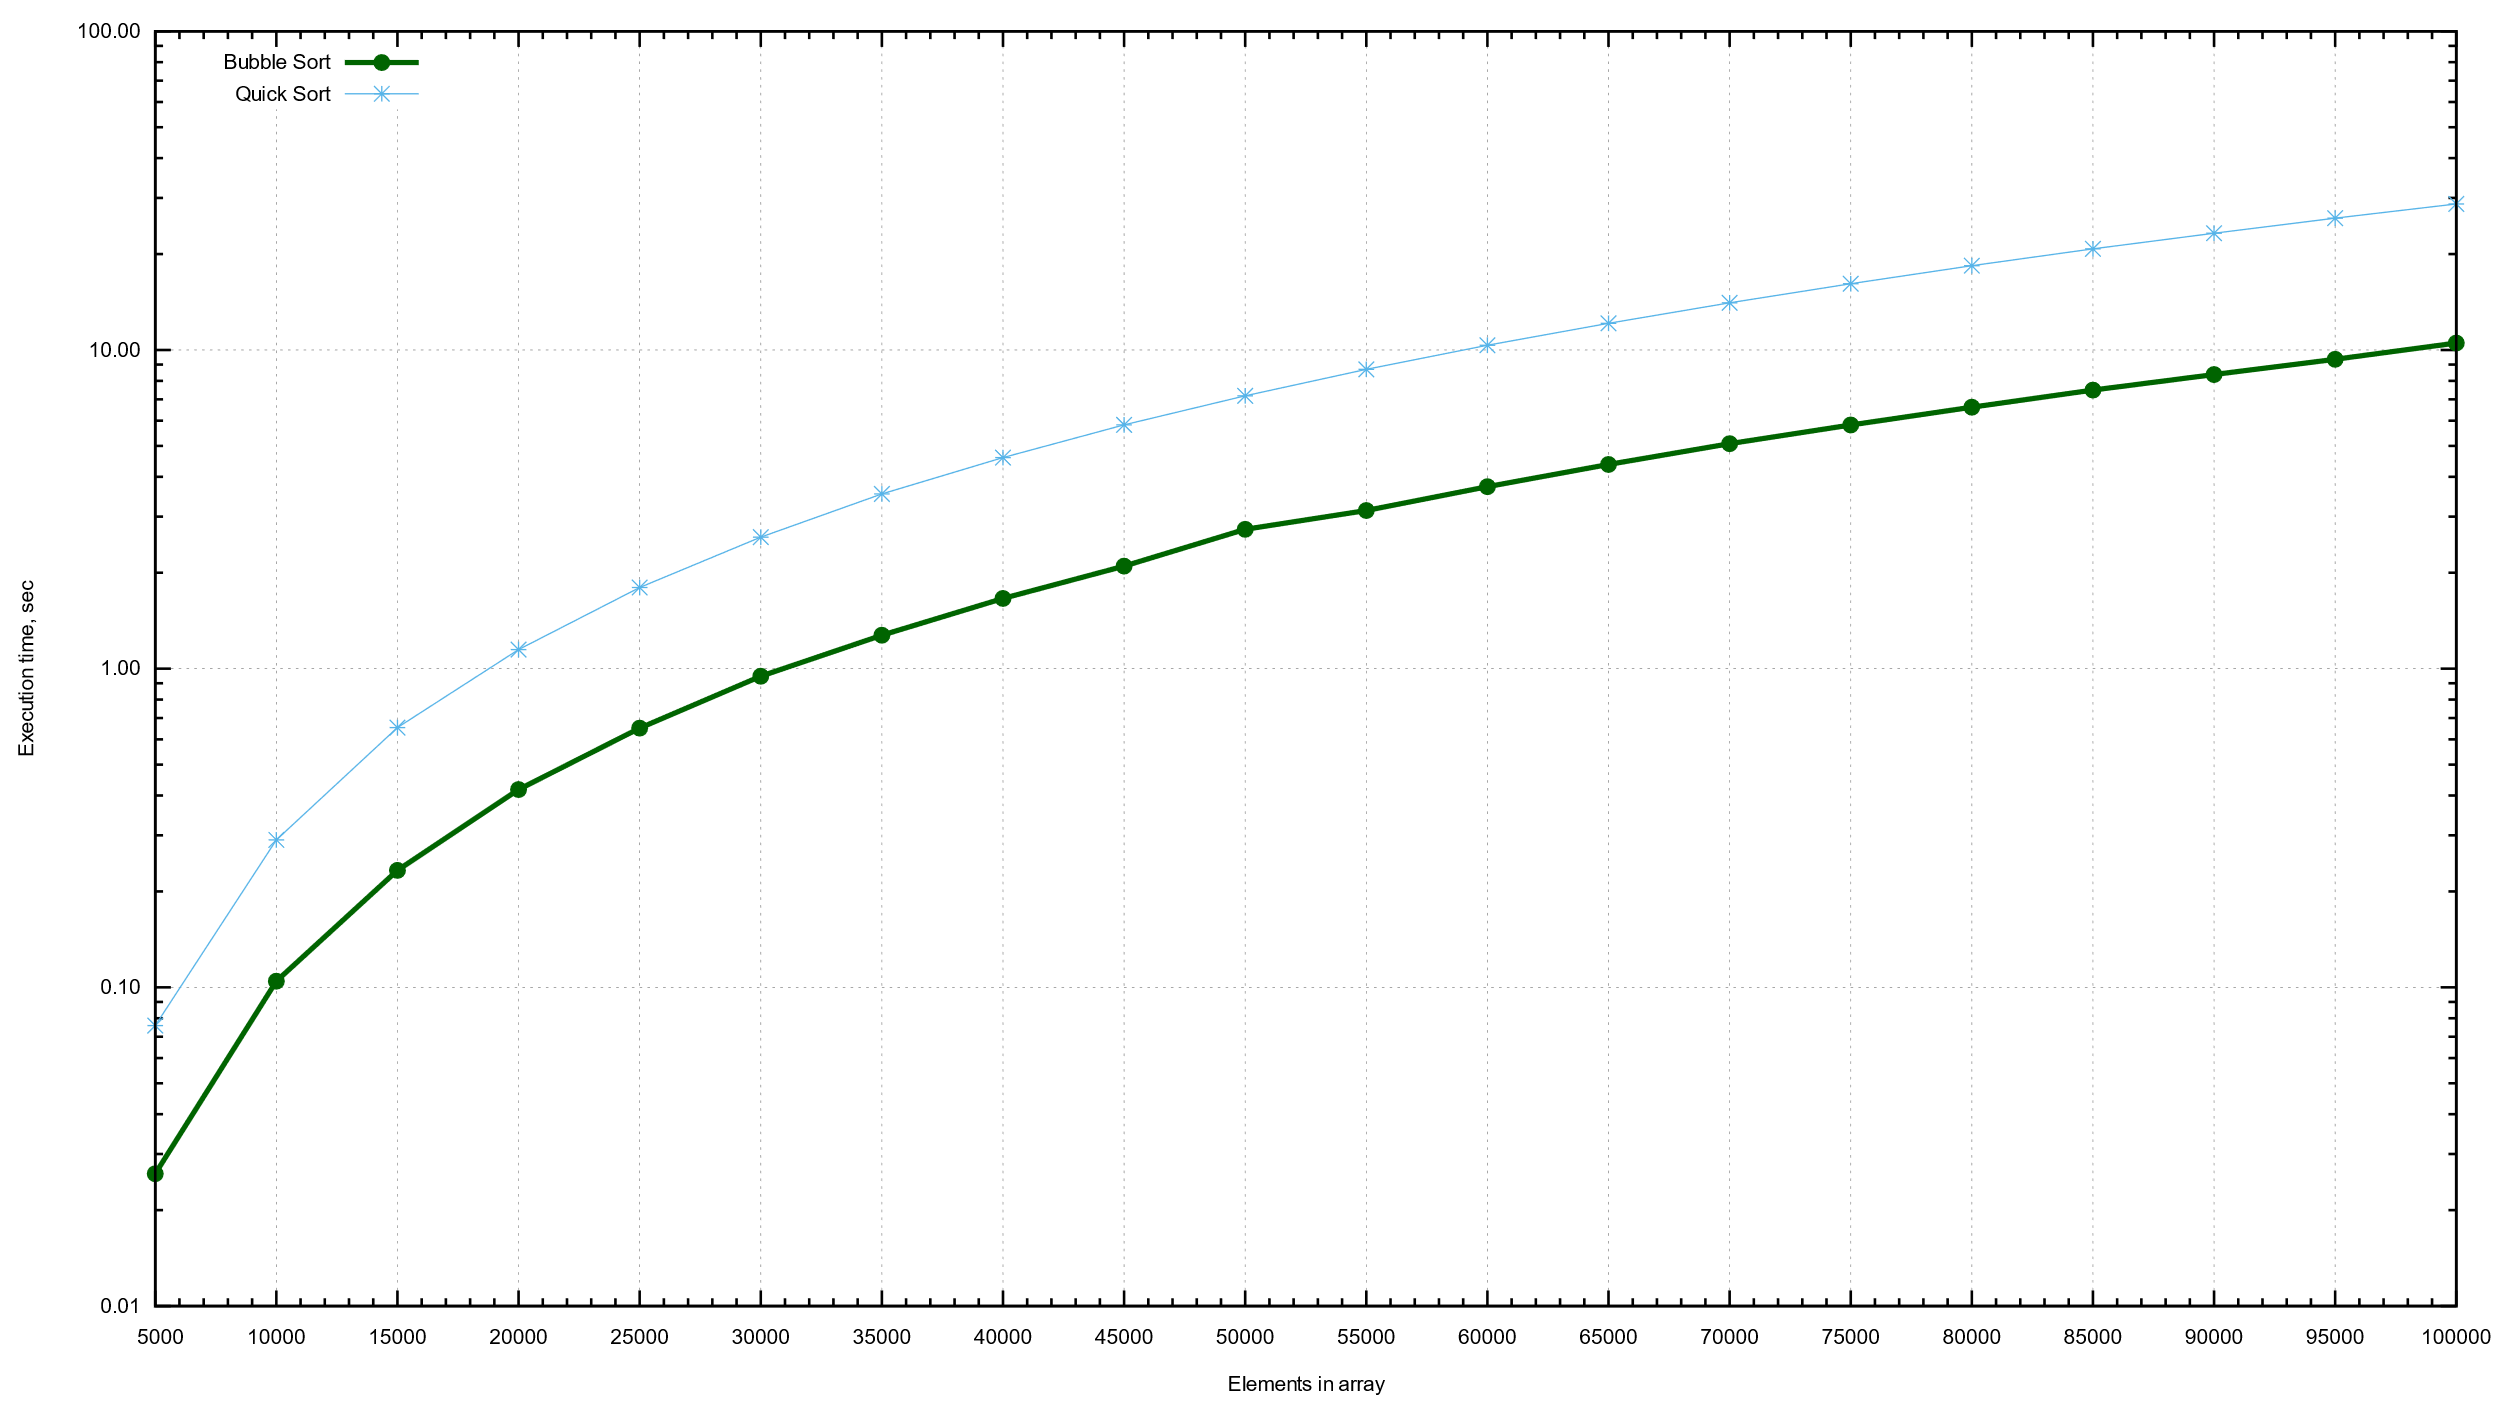 100.00
Bubble Sort
Quick Sort
10.00
Execution time, sec
1.00
0.10
0.01
5000 10000 15000 20000 25000 30000 35000 40000 45000 50000 55000 60000 65000 70000 75000 80000 85000 90000 95000 100000
Elements in array